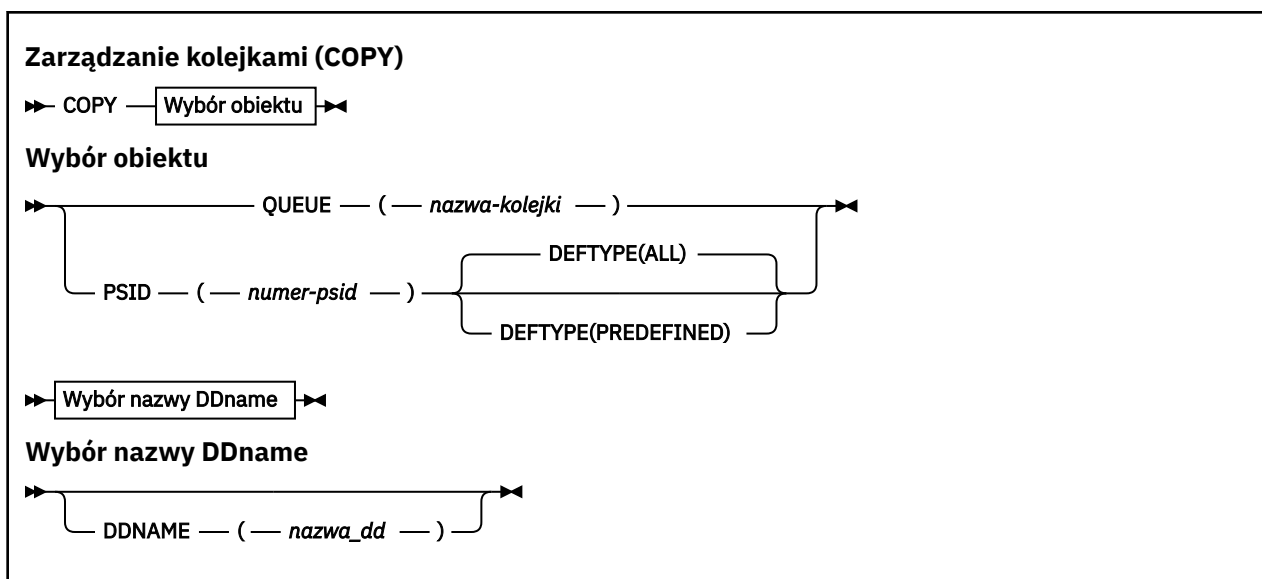 Zarządzanie kolejkami (COPY)
COPY Wybór obiektu
Wybór obiektu
QUEUE ( nazwa-kolejki )
DEFTYPE(ALL)
PSID ( numer-psid )
DEFTYPE(PREDEFINED)
Wybór nazwy DDname
Wybór nazwy DDname
DDNAME ( nazwa_dd )